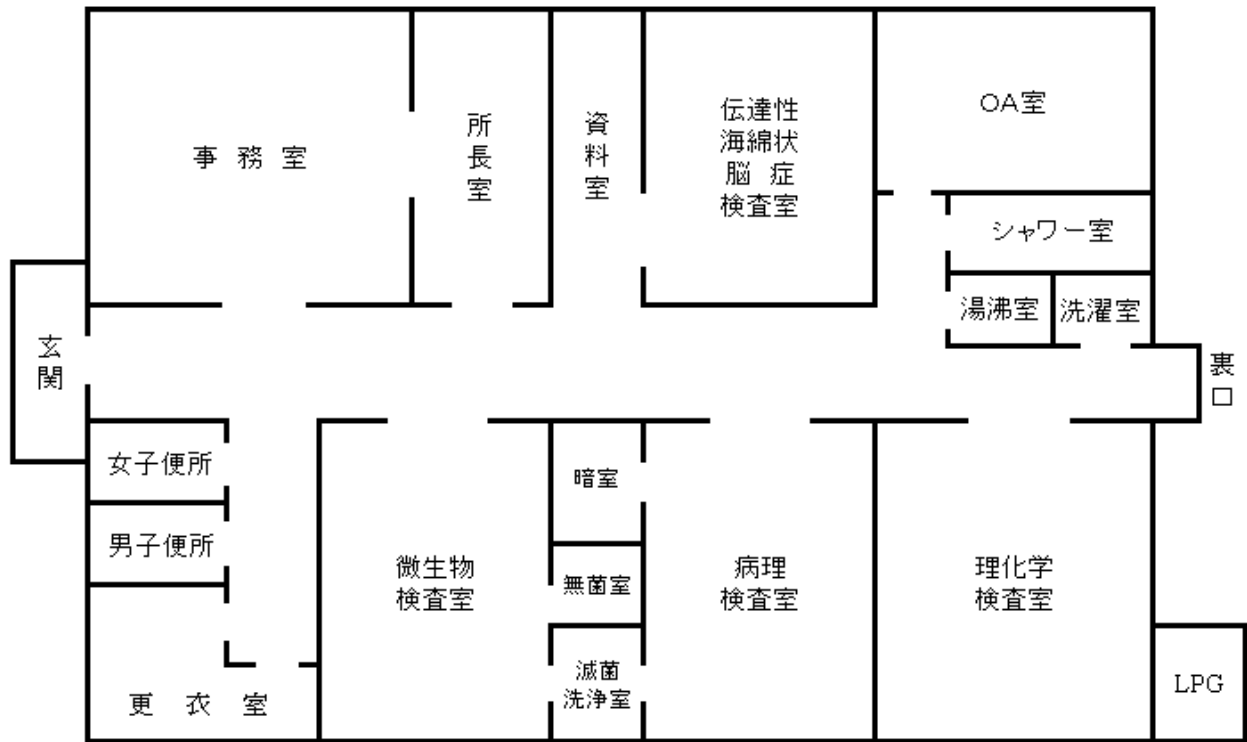 事務室
所長室
資料室
伝達性
海綿状
脳症
検査室
OA室
シャワー室
湯沸室
洗濯室
玄関
裏口
女子便所
男子便所
更衣室
微生物
検査室
暗室
無菌室
滅菌
洗浄室
病理
検査室
理化学
検査室
LPG